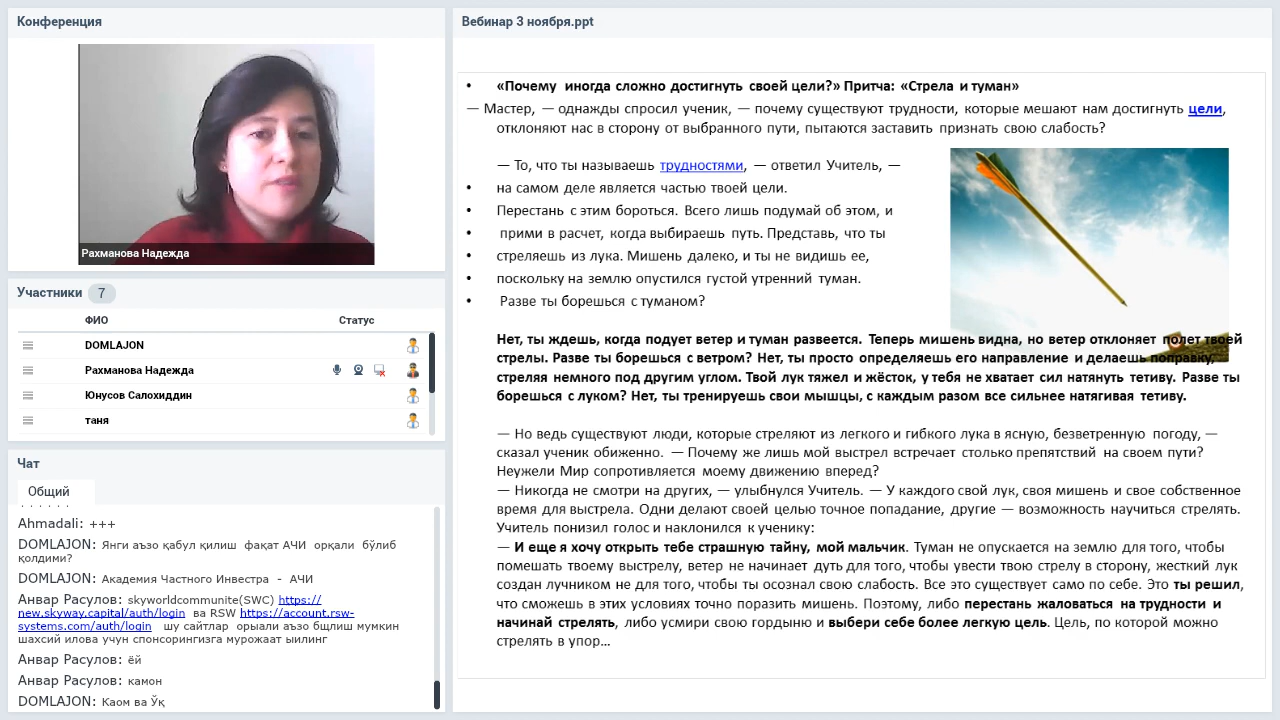 Конференция
Рахманова Надежда
Участники 7
ФИО Статус
DOMLAJON
Рахманова Надежда
Юнусов Салохиддин
таня
Чат
Общий
Ahmadali: +++
DOMLAJON: Янги аъзо қабул қилиш фақат АЧИ орқали бўлиб
қолдими?
DOMLAJON: Академия Частного Инвестра - АЧИ
Анвар Расулов: skyworldcommunite(SWC) https://
new.skyway.capital/auth/login ва RSW https://account.rsw-
systems.com/auth/login шу сайтлар орыали аъзо бщлиш мумкин
шахсий илова учун спонсорингизга мурожаат ыилинг
Анвар Расулов: ёй
Анвар Расулов: камон
DOMLAJON: Каом ва Ўқ
Вебинар 3 ноября.ppt
• «Почему иногда сложно достигнуть своей цели?» Притча: «Стрела и туман»
— Мастер, — однажды спросил ученик, — почему существуют трудности, которые мешают нам достигнуть цели,
отклоняют нас в сторону от выбранного пути, пытаются заставить признать свою слабость?
— То, что ты называешь трудностями, — ответил Учитель, —
• на самом деле является частью твоей цели.
• Перестань с этим бороться. Всего лишь подумай об этом, и
• прими в расчет, когда выбираешь путь. Представь, что ты
• стреляешь из лука. Мишень далеко, и ты не видишь ее,
• поскольку на землю опустился густой утренний туман.
• Разве ты борешься с туманом?
Нет, ты ждешь, когда подует ветер и туман развеется. Теперь мишень видна, но ветер отклоняет полет твоей
стрелы. Разве ты борешься с ветром? Нет, ты просто определяешь его направление и делаешь поправку,
стреляя немного под другим углом. Твой лук тяжел и жёсток, у тебя не хватает сил натянуть тетиву. Разве ты
борешься с луком? Нет, ты тренируешь свои мышцы, с каждым разом все сильнее натягивая тетиву.
— Но ведь существуют люди, которые стреляют из легкого и гибкого лука в ясную, безветренную погоду, —
сказал ученик обиженно. — Почему же лишь мой выстрел встречает столько препятствий на своем пути?
Неужели Мир сопротивляется моему движению вперед?
— Никогда не смотри на других, — улыбнулся Учитель. — У каждого свой лук, своя мишень и свое собственное
время для выстрела. Одни делают своей целью точное попадание, другие — возможность научиться стрелять.
Учитель понизил голос и наклонился к ученику:
— И еще я хочу открыть тебе страшную тайну, мой мальчик. Туман не опускается на землю для того, чтобы
помешать твоему выстрелу, ветер не начинает дуть для того, чтобы увести твою стрелу в сторону, жесткий лук
создан лучником не для того, чтобы ты осознал свою слабость. Все это существует само по себе. Это ты решил,
что сможешь в этих условиях точно поразить мишень. Поэтому, либо перестань жаловаться на трудности и
начинай стрелять, либо усмири свою гордыню и выбери себе более легкую цель. Цель, по которой можно
стрелять в упор…